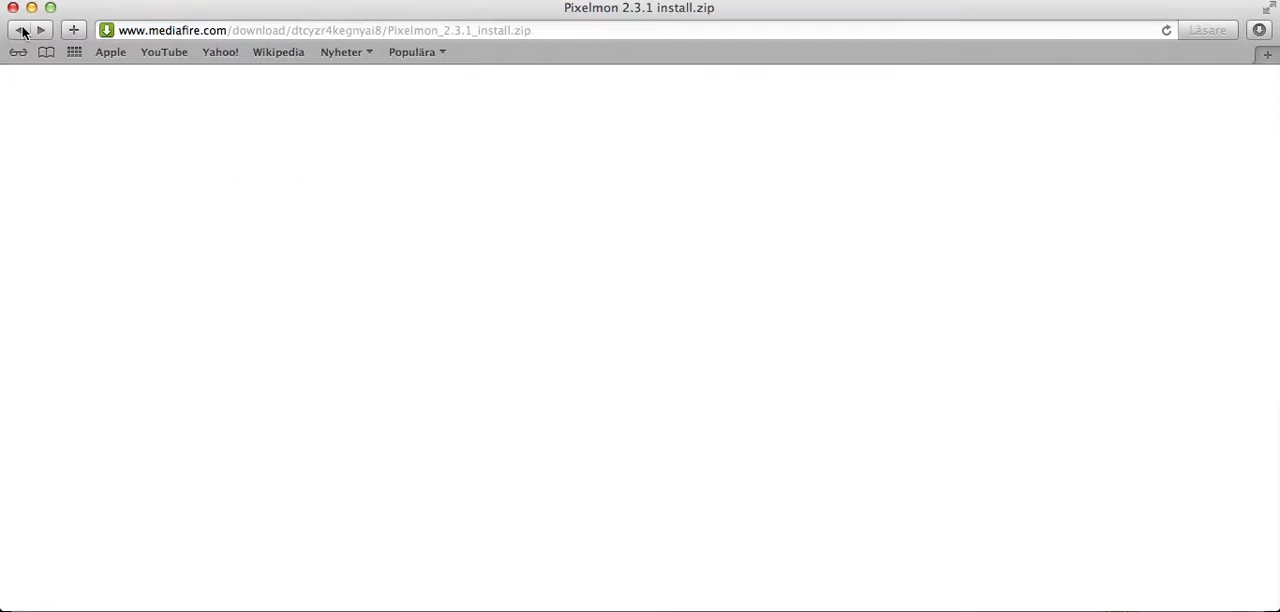 Pixelmon 2.3.1 install.zip
www.mediafire.com/download/dtcyzr4kegnyai8/Pixelmon_2.3.1_install.zip
Läsare
Apple YouTube Yahoo! Wikipedia Nyheter Populära